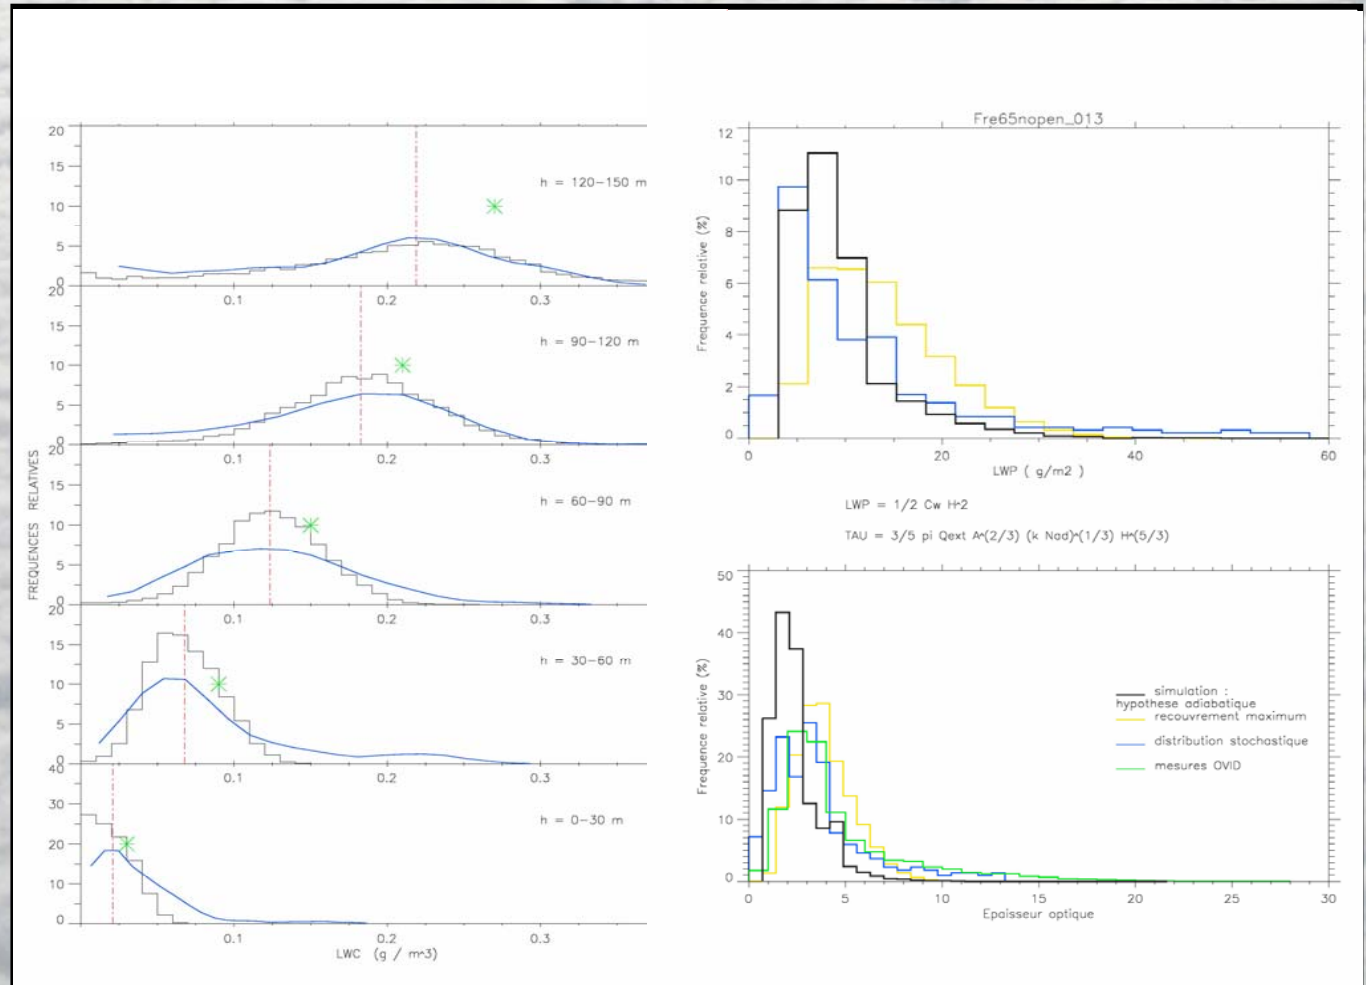 20
15
10
5
0
h = 120-150 m
0.1 0.2 0.3
20
15
10
5
0
h = 90-120 m
0.1 0.2 0.3
20
15
10
5
0
h = 60-90 m
0.1 0.2 0.3
20
15
10
5
0
h = 30-60 m
0.1 0.2 0.3
40
30
20
10
0
h = 0-30 m
0.1 0.2 0.3
LWC (g / m^3)
FREQUENCES RELATIVES
Fre65nopen_013
12
10
8
6
4
2
0
Frequence relative (%)
0 20 40 60
LWP ( g/m2 )
LWP = 1/2 Cw H^2
TAU = 3/5 pi Qext A^(2/3) (k Nad)^(1/3) H^(5/3)
50
40
30
20
10
0
Frequence relative (%)
simulation :
hypothese adiabatique
recouvrement maximum
distribution stochastique
mesures OVID
0 5 10 15 20 25 30
Epaisseur optique